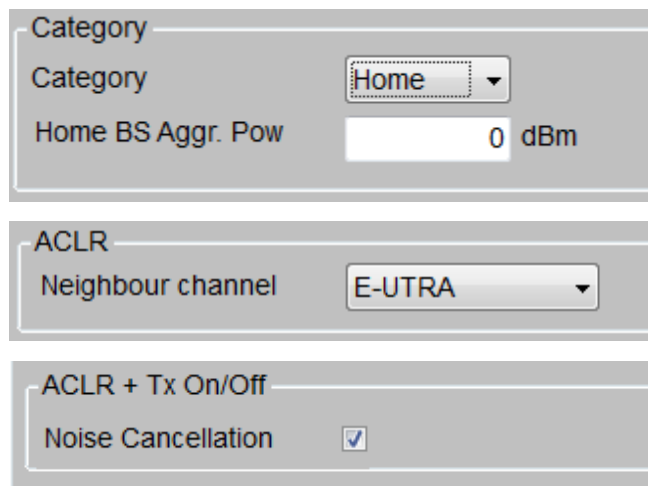 Category
Category Home
Home BS Aggr. Pow 0 dBm
ACLR
Neighbour channel E-UTRA
ACLR + Tx On/Off
Noise Cancellation